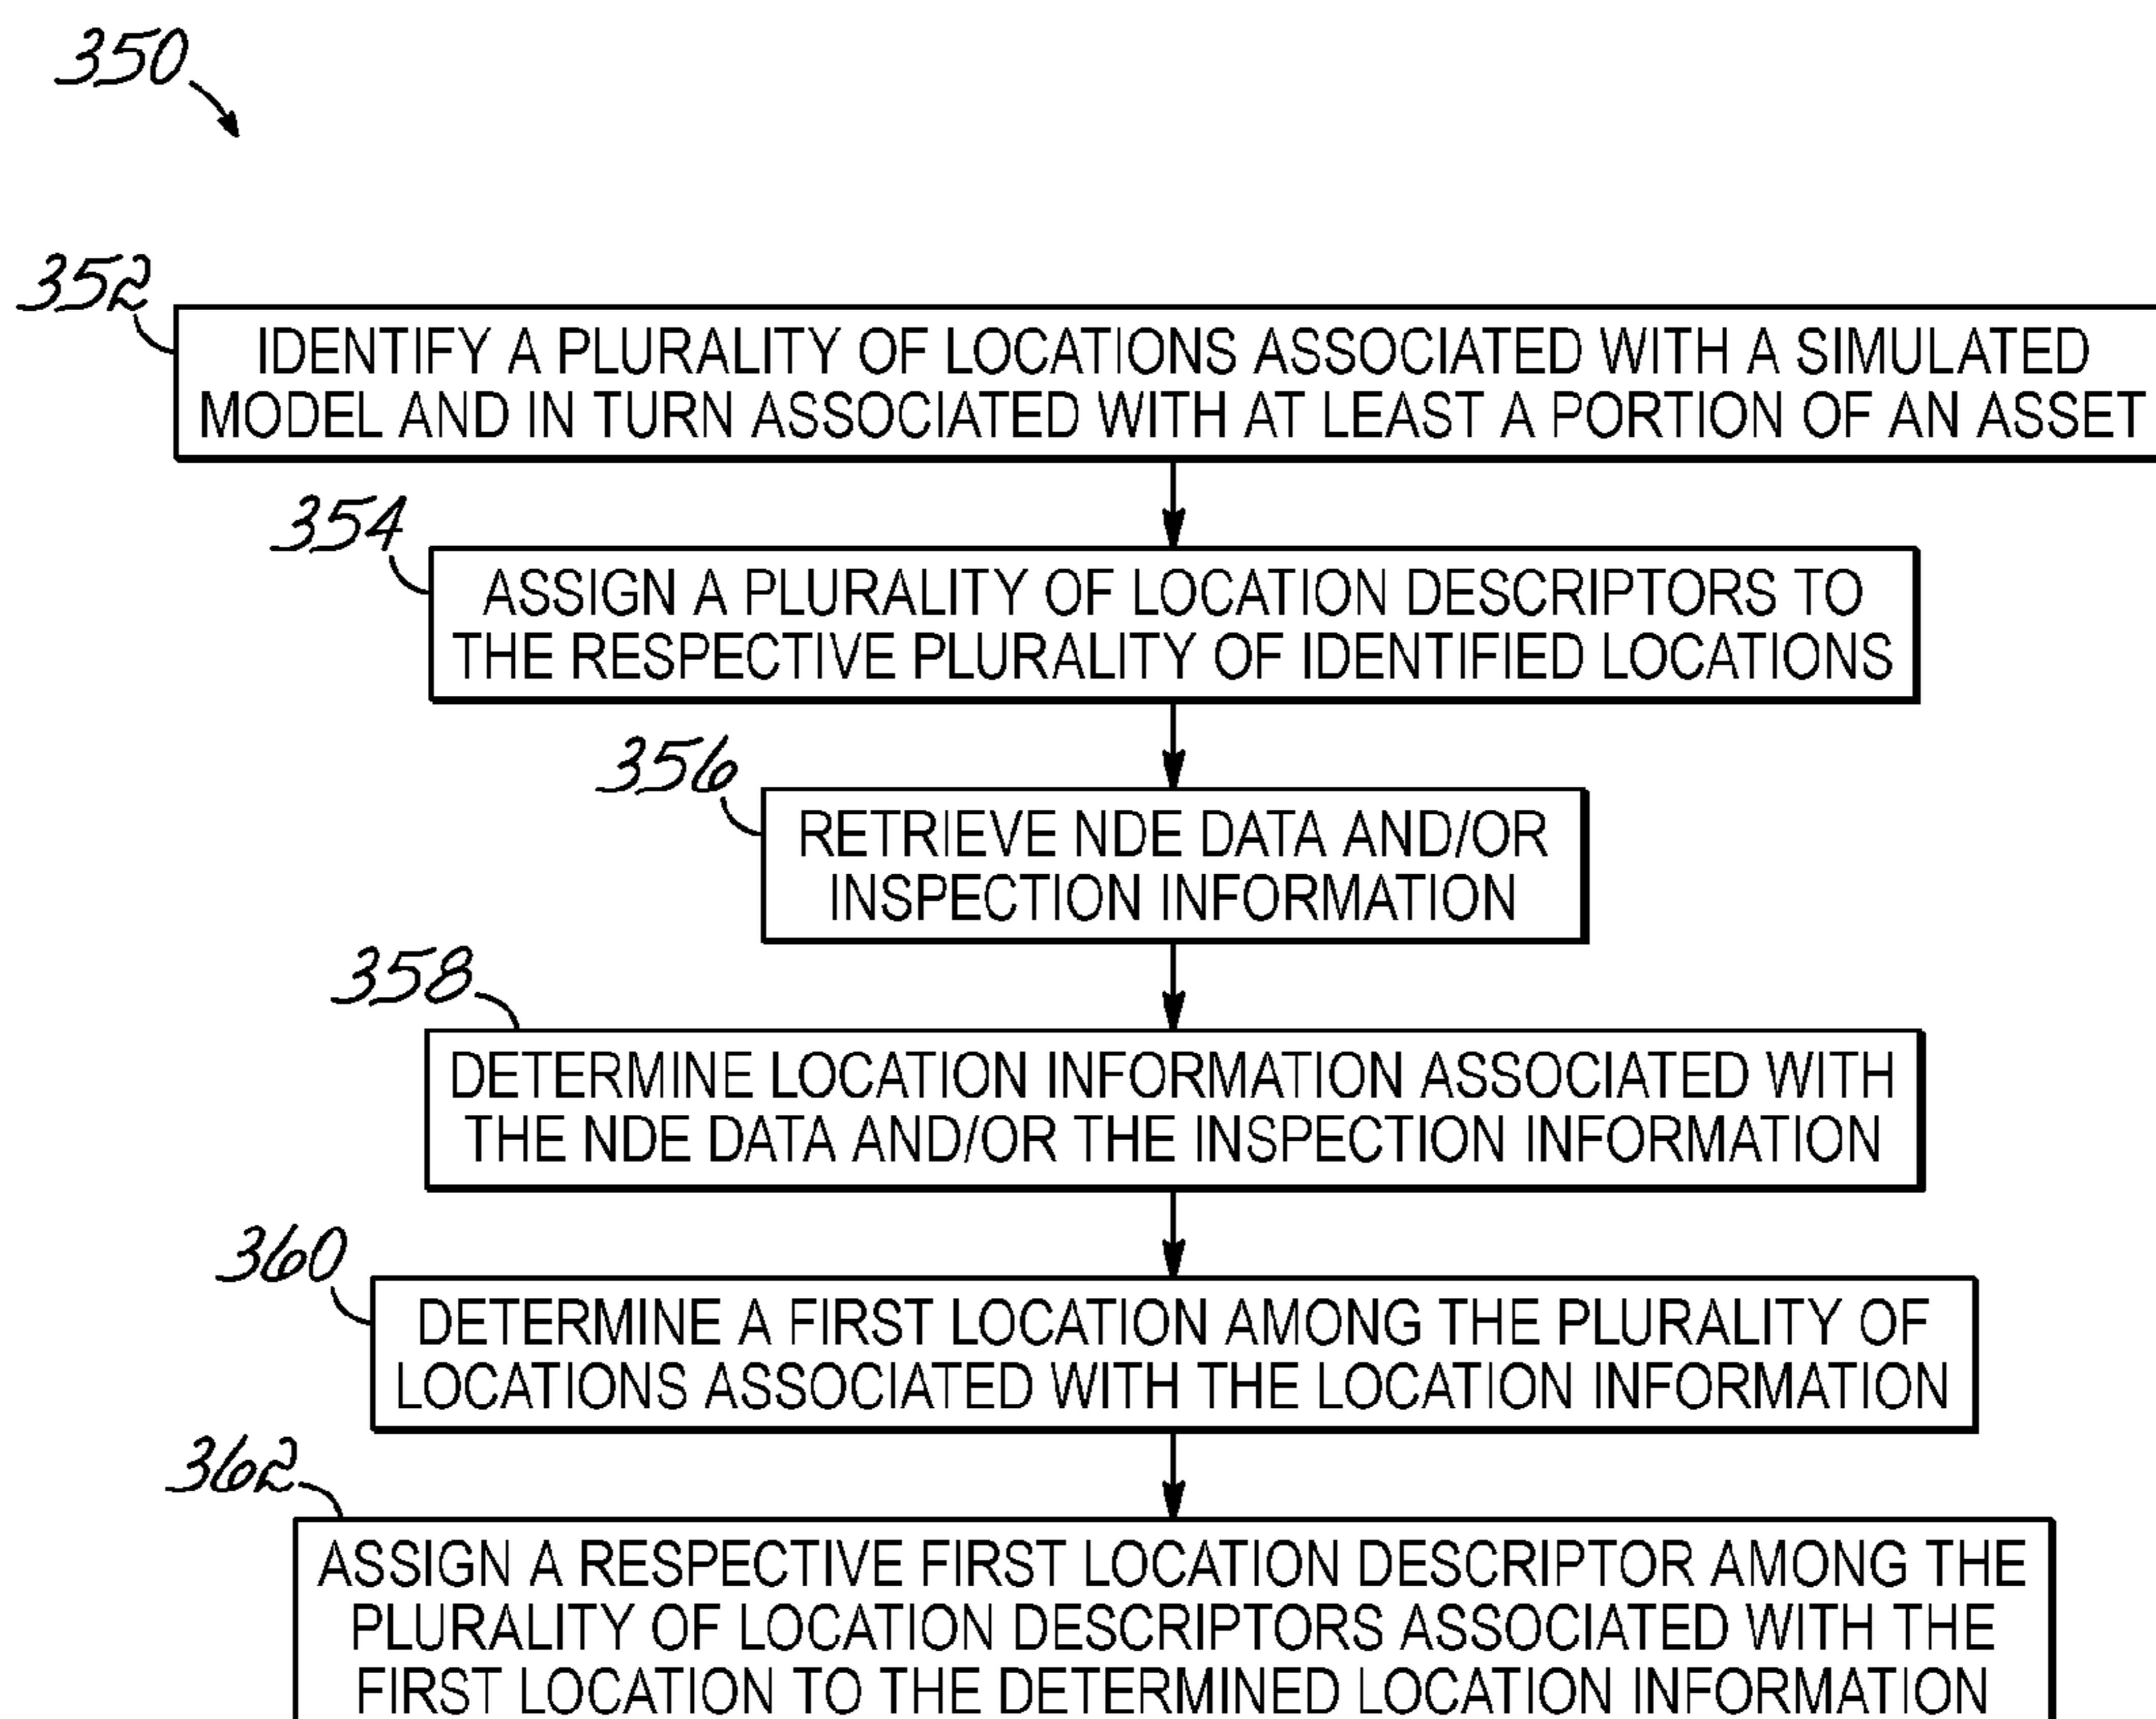 350
352
IDENTIFY A PLURALITY OF LOCATIONS ASSOCIATED WITH A SIMULATED
MODEL AND IN TURN ASSOCIATED WITH AT LEAST A PORTION OF AN ASSET
354
ASSIGN A PLURALITY OF LOCATION DESCRIPTORS TO
THE RESPECTIVE PLURALITY OF IDENTIFIED LOCATIONS
356
RETRIEVE NDE DATA AND/OR
INSPECTION INFORMATION
358
DETERMINE LOCATION INFORMATION ASSOCIATED WITH
THE NDE DATA AND/OR THE INSPECTION INFORMATION
360
DETERMINE A FIRST LOCATION AMONG THE PLURALITY OF
LOCATIONS ASSOCIATED WITH THE LOCATION INFORMATION
362
ASSIGN A RESPECTIVE FIRST LOCATION DESCRIPTOR AMONG THE
PLURALITY OF LOCATION DESCRIPTORS ASSOCIATED WITH THE
FIRST LOCATION TO THE DETERMINED LOCATION INFORMATION